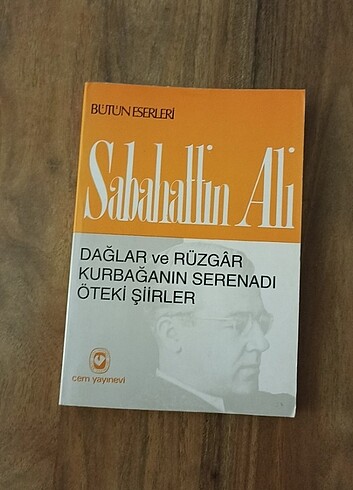 BÜTÜN ESERLERİ
Sabahattin Ali
DAĞLAR ve RÜZGÂR
KURBAĞANIN SERENADI
ÖTEKİ ŞİİRLER
cem yayınevi